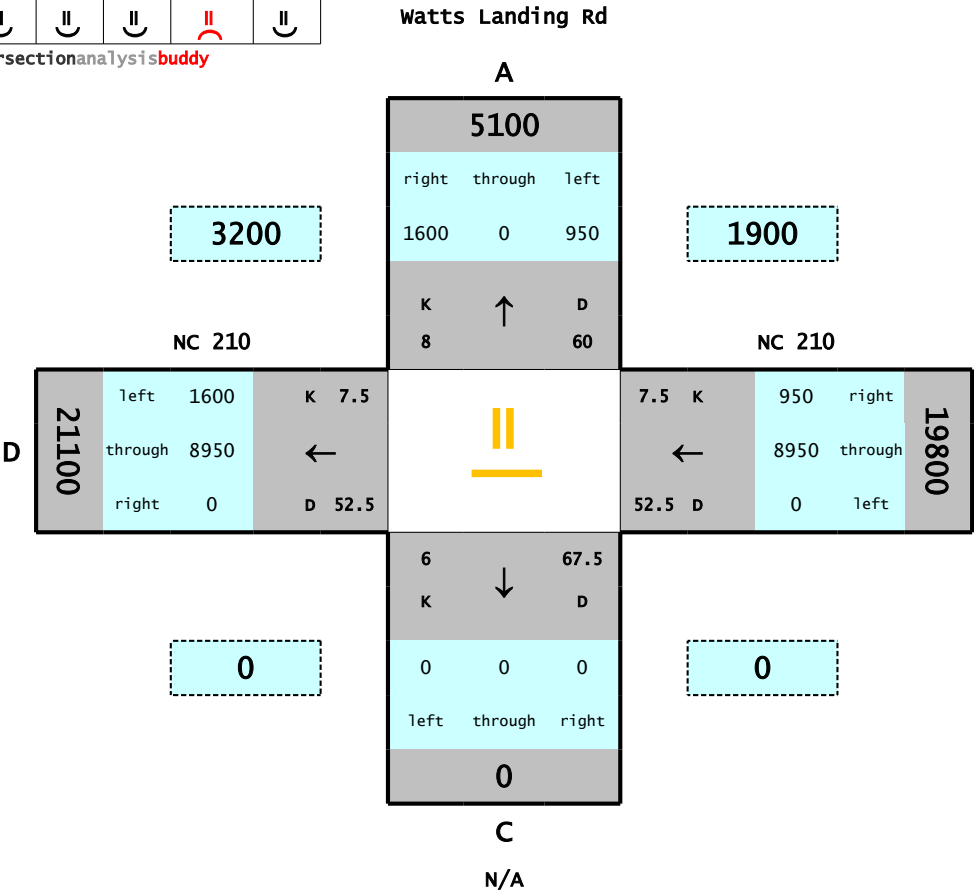 Watts Landing Rd
rsectionanalysisbuddy
A
5100
right through left
3200
1600 0 950
1900
K D
8 60
NC 210
NC 210
left 1600 K 7.5
7.5 K 950 right
D
21100
through 8950 ←
← 8950 through
19800
right 0 D 52.5
52.5 D 0 left
↑
6 67.5
↓
K D
0
0 0 0
0
left through right
0
C
N/A